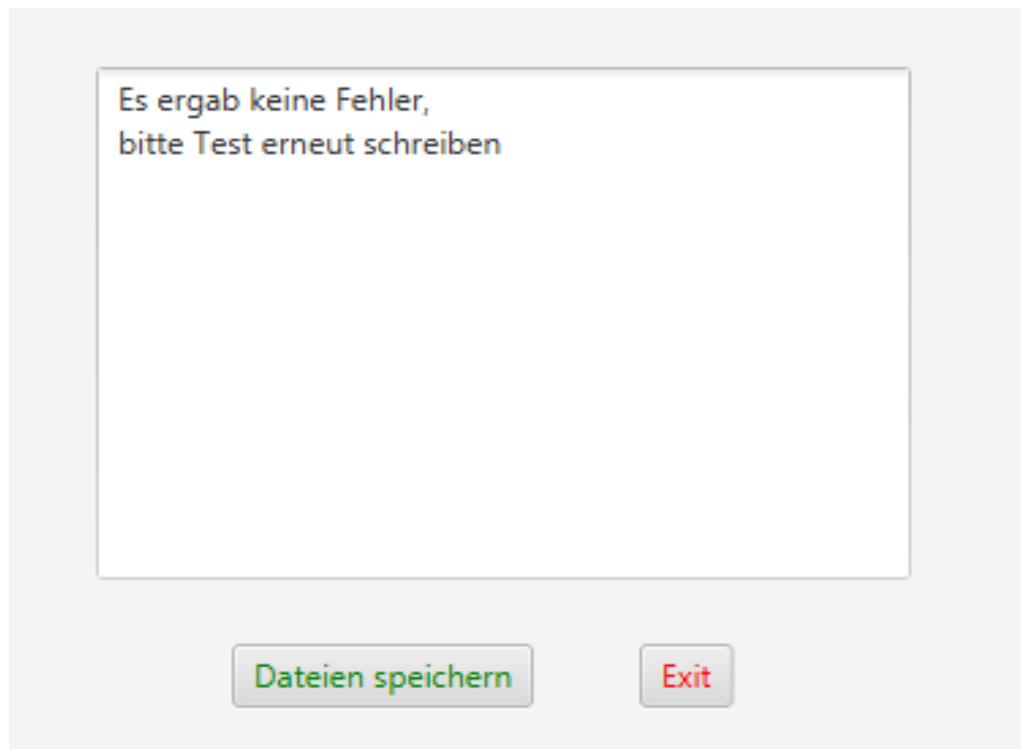 Es ergab keine Fehler,
bitte Test erneut schreiben
Dateien speichern
Exit